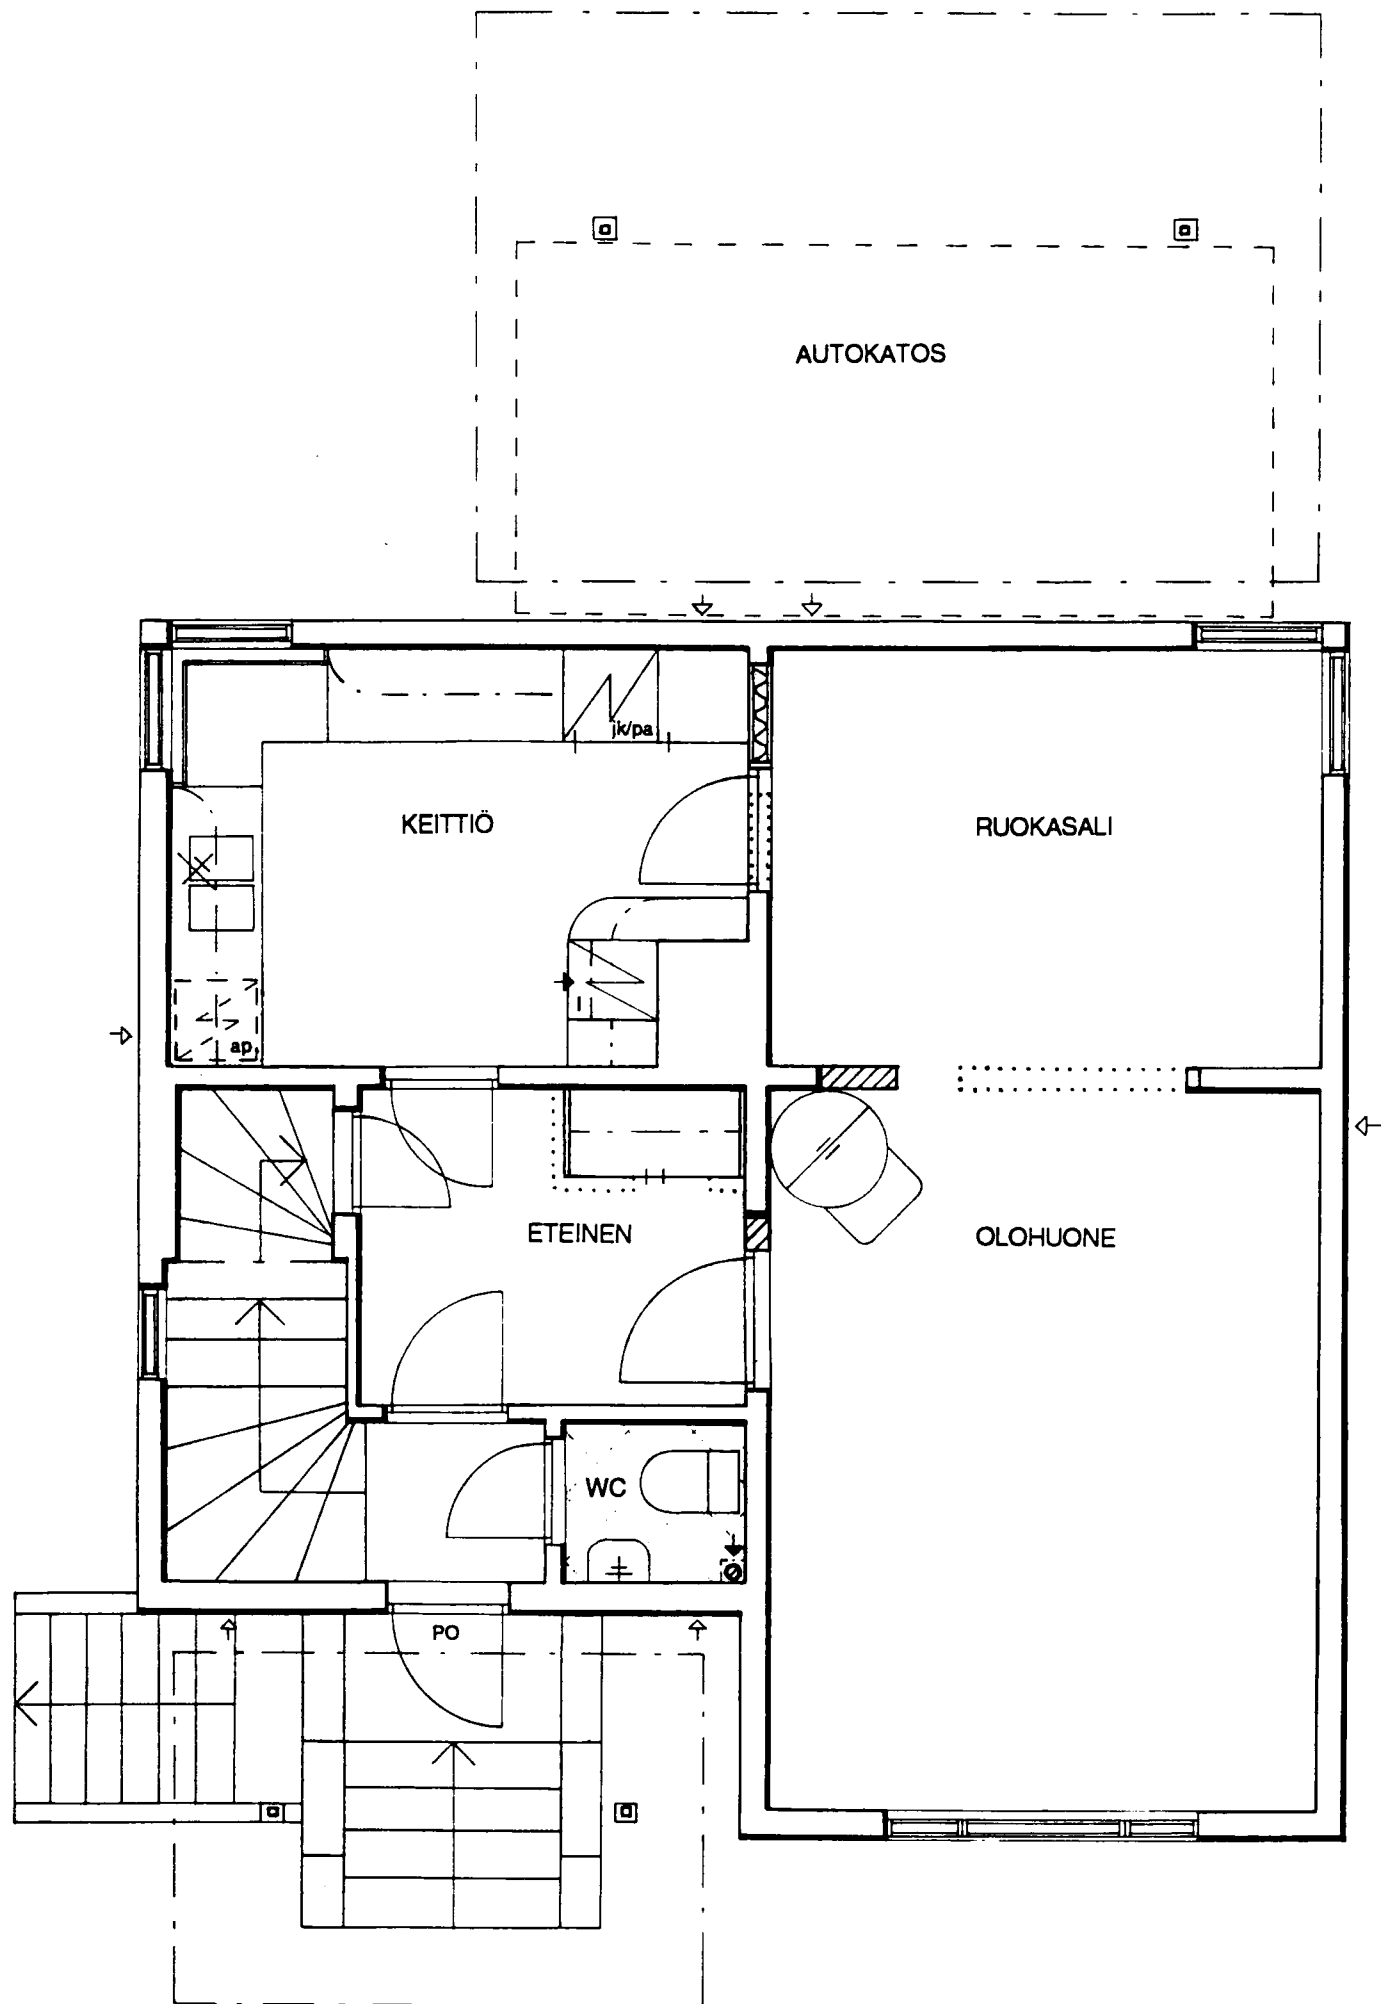 AUTOKATOS
jk/pa
KEITTIÖ
RUOKASALI
ap
ETEINEN
OLOHUONE
WC
PO